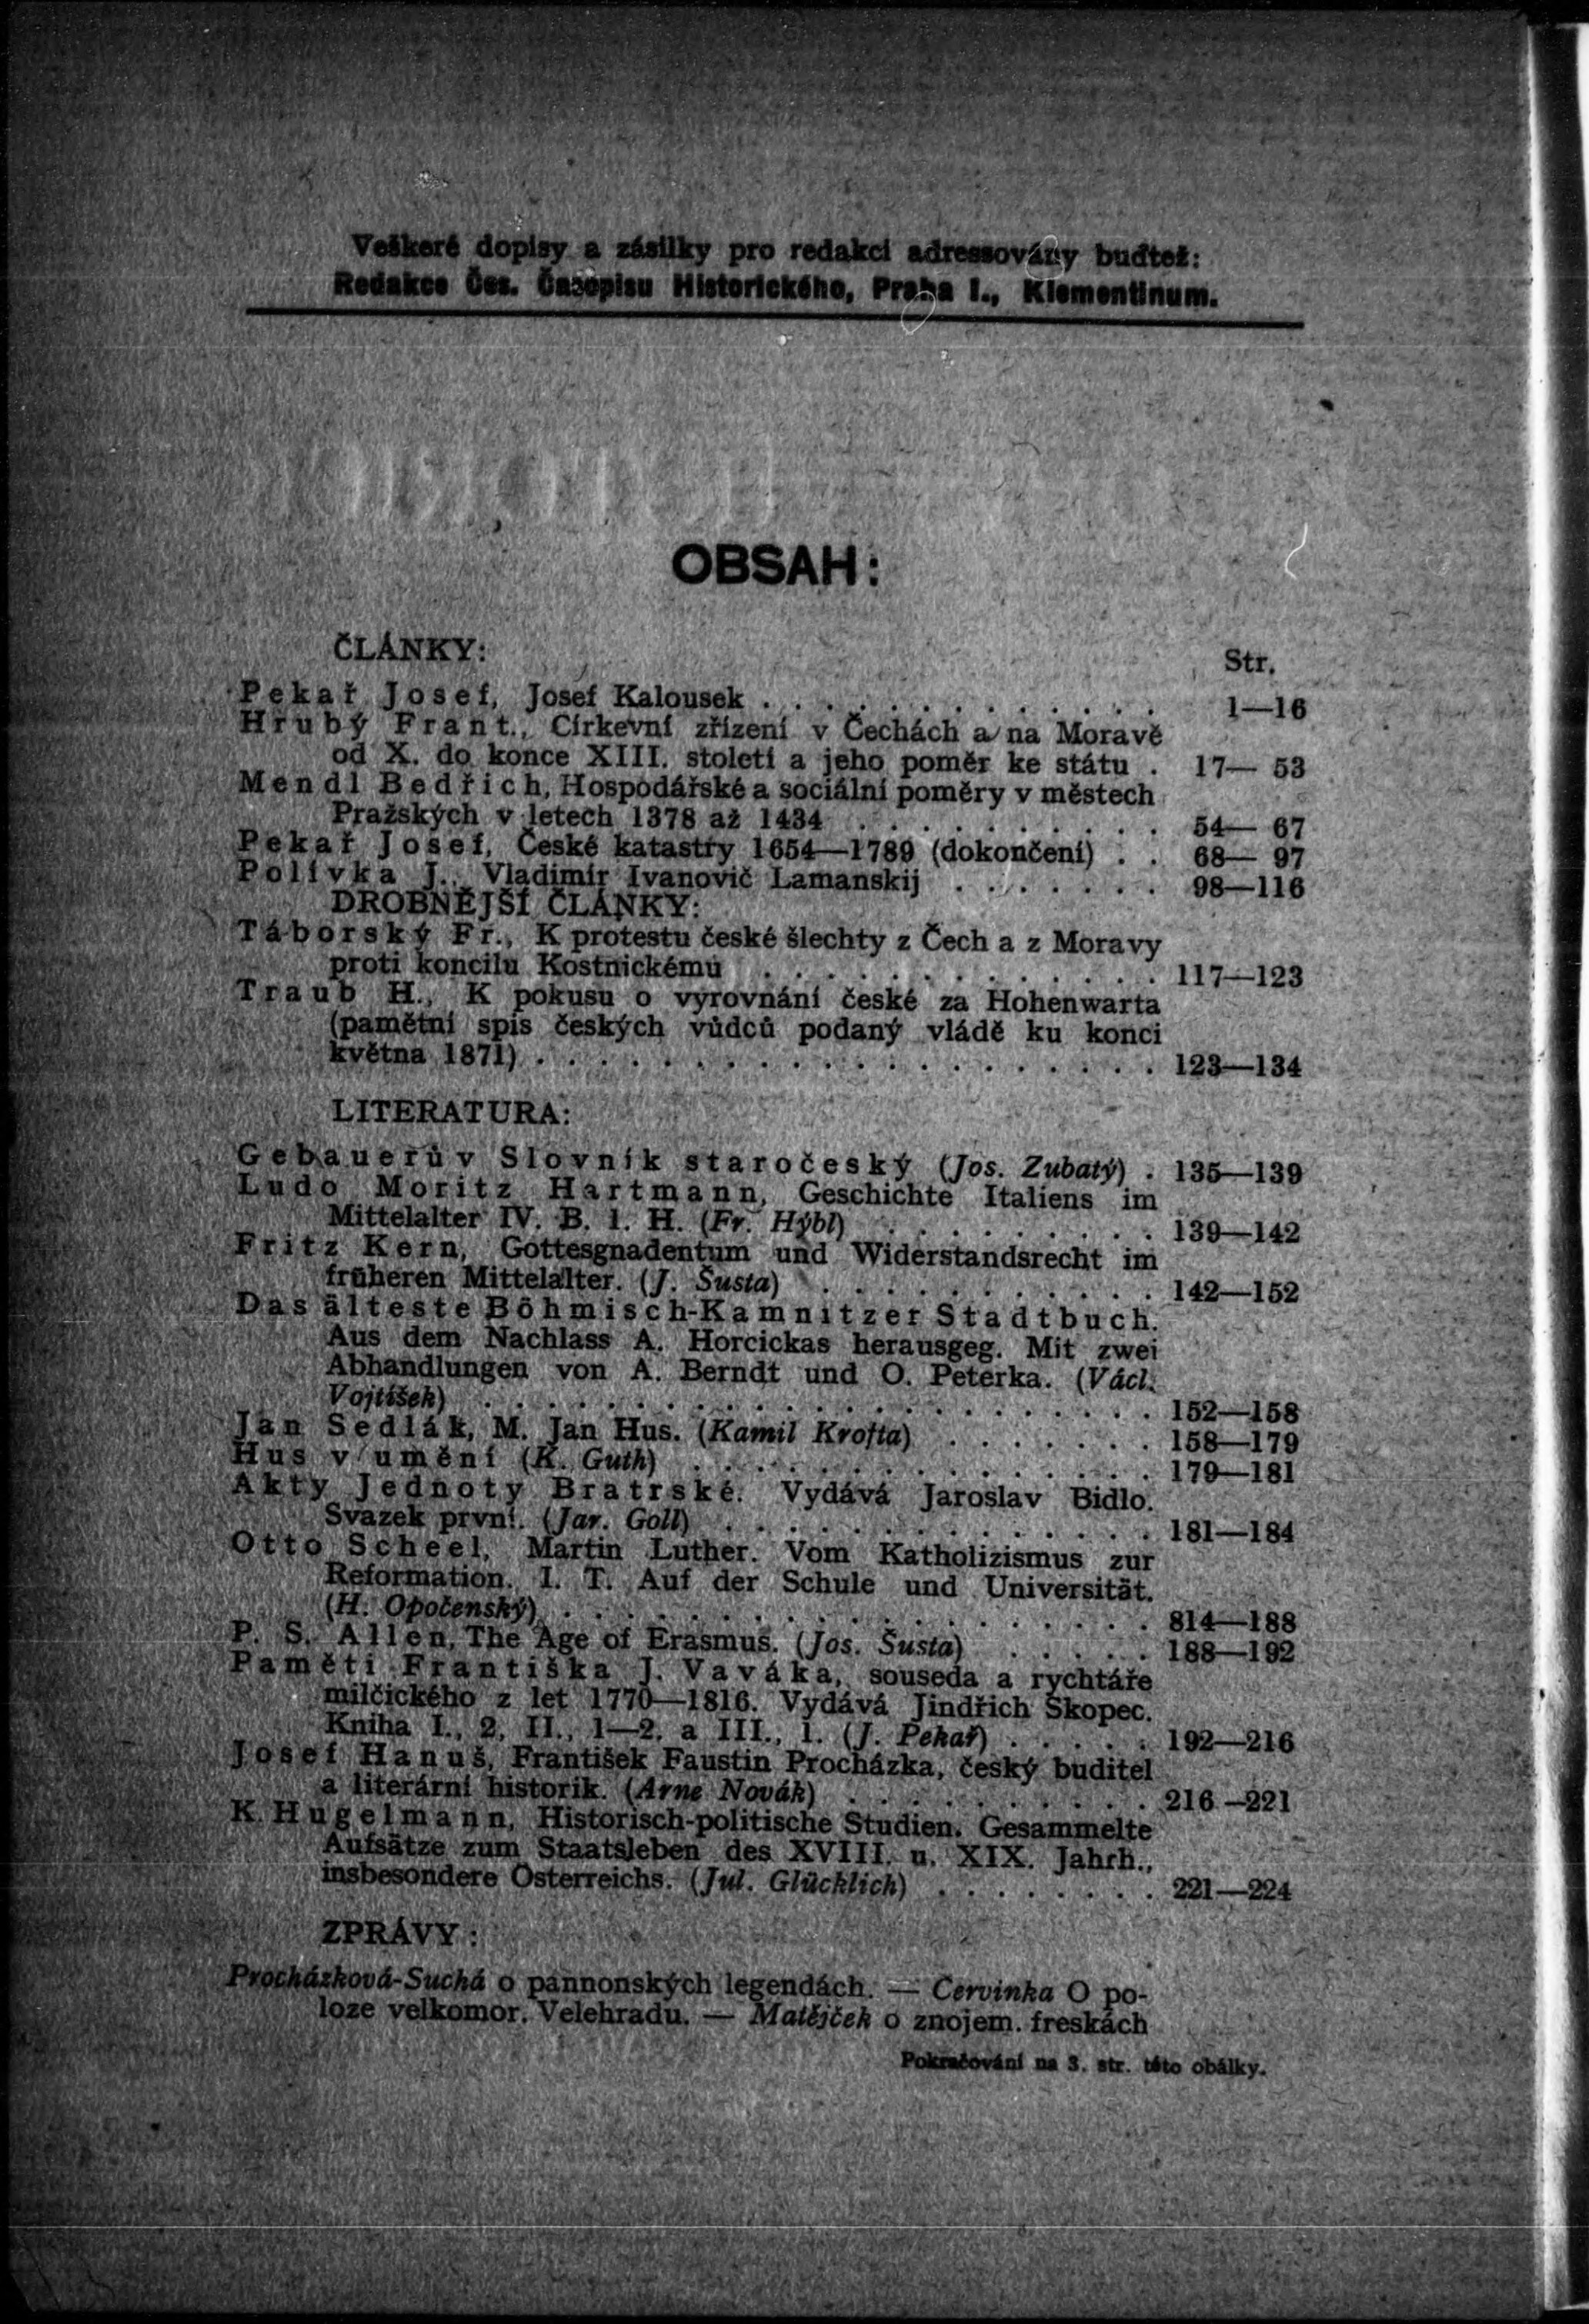 Veškeré dopisy a zásilky pro redakci adressovány buďtež:
Redakce Čes. Časopisu Historického, Praha I., Klementinum.
OBSAH:
ČLÁNKY:
Str.
Pekař Josef, Josef Kalousek . . . . . . . . . . . . . 1—16
Hrubý Frant., Církevní zřízení v Čechách a na Moravě
od X. do konce XIII. století a jeho poměr ke státu . 17— 53
Mendl Bedřich, Hospodářské a sociální poměry v městech
Pražských v letech 1378 až 1434 . . . . . . . . . . 54— 67
Pekař Josef, České katastry 1654—1789 (dokončení) . . 68— 97
Polívka J., Vladimír Ivanovič Lamanskij . . . . . . . 98—116
DROBNĚJŠÍ ČLÁNKY:
Táborský Fr., K protestu české šlechty z Čech a z Moravy
proti koncilu Kostnickému . . . . . . . . . . . . . 117—123
Traub H., K pokusu o vyrovnání české za Hohenwarta
(pamětní spis českých vůdců podaný vládě ku konci
května 1871) . . . . . . . . . . . . . . . . . . . . 123—134
LITERATURA:
Gebauerův Slovník staročeský (Jos. Zubatý) . 135—139
Ludo Moritz Hartmann, Geschichte Italiens im
Mittelalter IV. B. 1. H. (Fr. Hýbl) . . . . . . . . . 139—142
Fritz Kern, Gottesgnadentum und Widerstandsrecht im
früheren Mittelalter. (J. Šusta) . . . . . . . . . . . 142—152
Das älteste Böhmisch-Kamnitzer Stadtbuch.
Aus dem Nachlass A. Horcickas herausgeg. Mit zwei
Abhandlungen von A. Berndt und O. Peterka. (Václ.
Vojtíšek) . . . . . . . . . . . . . . . . . . . . . 152—158
Jan Sedlák, M. Jan Hus. (Kamil Krofta) . . . . . . . 158—179
Hus v umění (K. Guth) . . . . . . . . . . . . . . . 179—181
Akty Jednoty Bratrské. Vydává Jaroslav Bidlo.
Svazek první. (Jar. Goll) . . . . . . . . . . . . . . 181—184
Otto Scheel, Martin Luther. Vom Katholizismus zur
Reformation. I. T. Auf der Schule und Universität.
(H. Opočenský) . . . . . . . . . . . . . . . . . . . 814—188
P. S. Allen, The Age of Erasmus. (Jos. Šusta) . . . . . 188—192
Paměti Františka J. Vaváka, souseda a rychtáře
milčického z let 1770—1816. Vydává Jindřich Skopec.
Kniha I., 2, II., 1—2, a III., 1. (J. Pekař) . . . . . 192—216
Josef Hanuš, František Faustin Procházka, český buditel
a literární historik. (Arne Novák) . . . . . . . . . . 216—221
K. Hugelmann, Historisch-politische Studien. Gesammelte
Aufsätze zum Staatsleben des XVIII. u. XIX. Jahrh.,
insbesondere Österreichs. (Jul. Glücklich) . . . . . . . . 221—224
ZPRÁVY:
Procházková-Suchá o pannonských legendách. — Červinka O po-
loze velkomor. Velehradu. — Matějček o znojem. freskách
Pokračování na 3. str. této obálky.